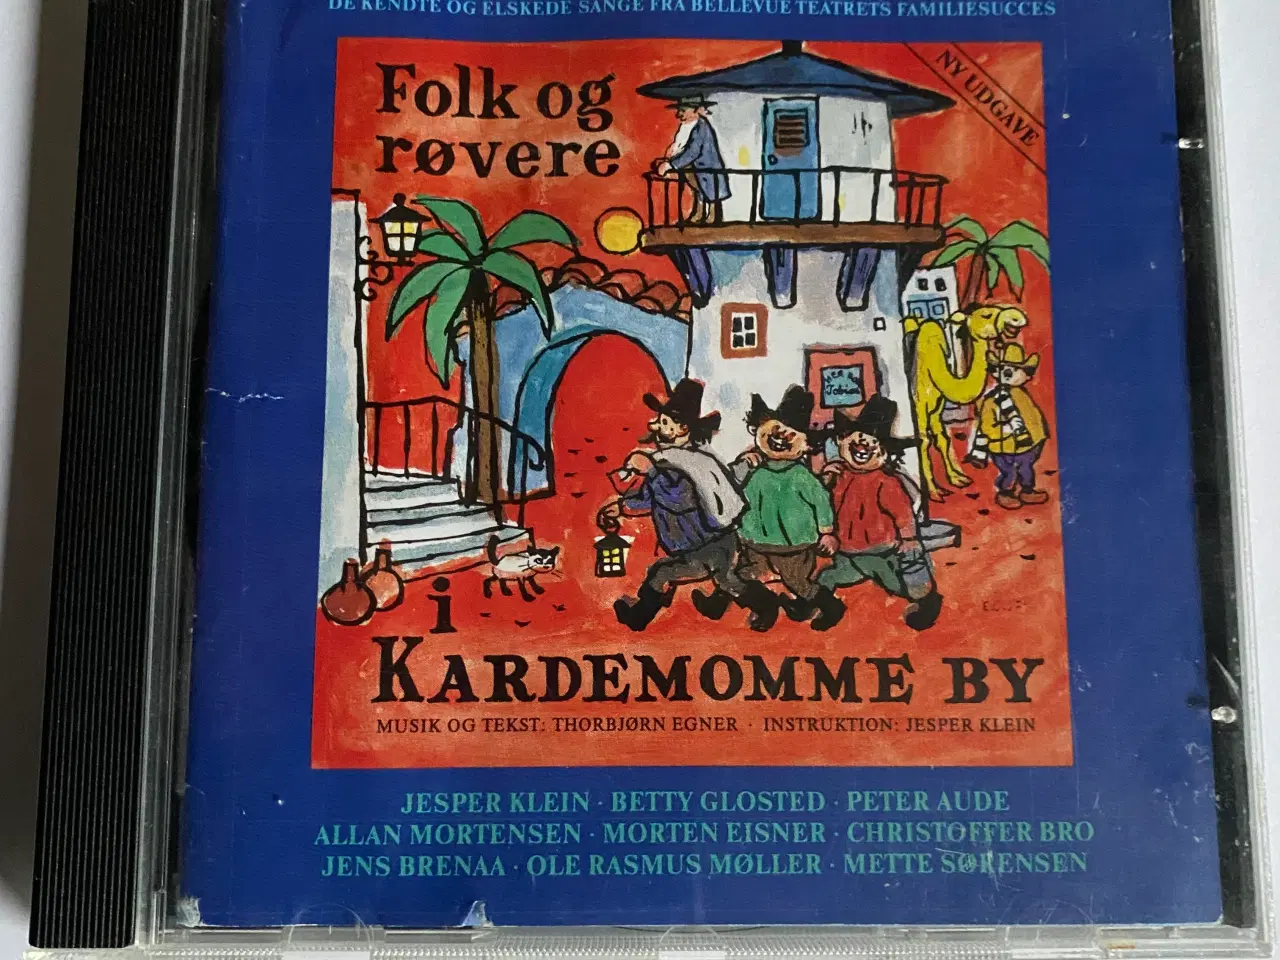 DE KENDTE OG ELSKEDE SANGE FRA BELLEVUE TEATRETS FAMILIESUCCES
NY UDGAVE
Folk og
røvere
Tobias
i
KARDEMOMME BY
MUSIK OG TEKST: THORBJØRN EGNER · INSTRUKTION: JESPER KLEIN
JESPER KLEIN · BETTY GLOSTED · PETER AUDE
ALLAN MORTENSEN · MORTEN EISNER · CHRISTOFFER BRO
JENS BRENAA · OLE RASMUS MØLLER · METTE SØRENSEN